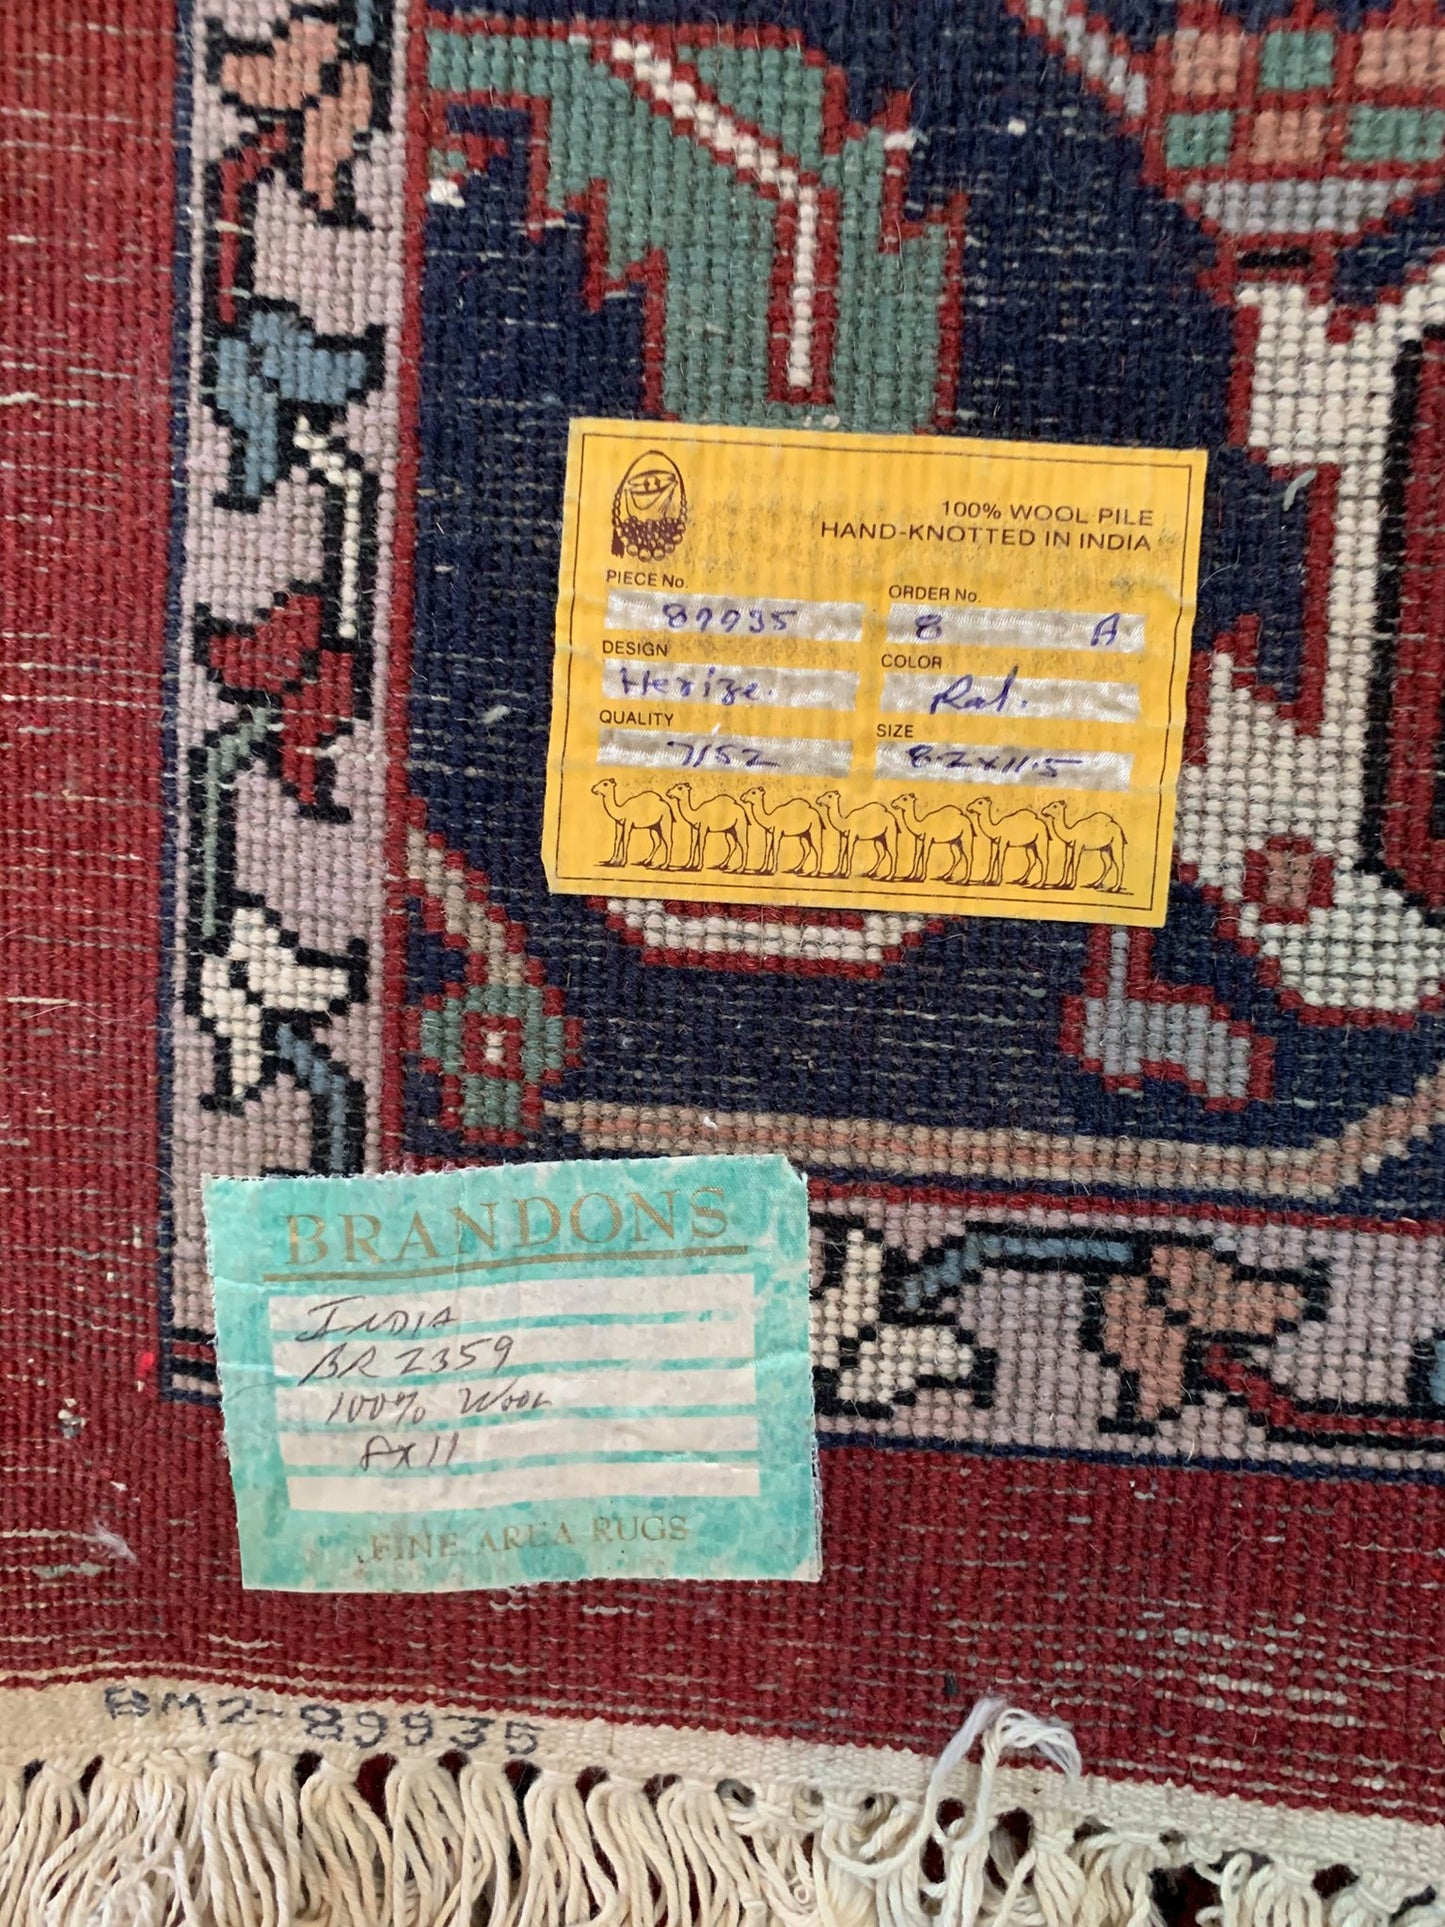 100% WOOL PILE
HAND-KNOTTED IN INDIA
PIECE No.
89935
ORDER No.
8 A
DESIGN
Herize.
COLOR
Red.
QUALITY
7/52
SIZE
8.2x11.5
BRANDONS
INDIA
BR 2359
100% WOOL
8x11
FINE AREA RUGS
BM2-89935